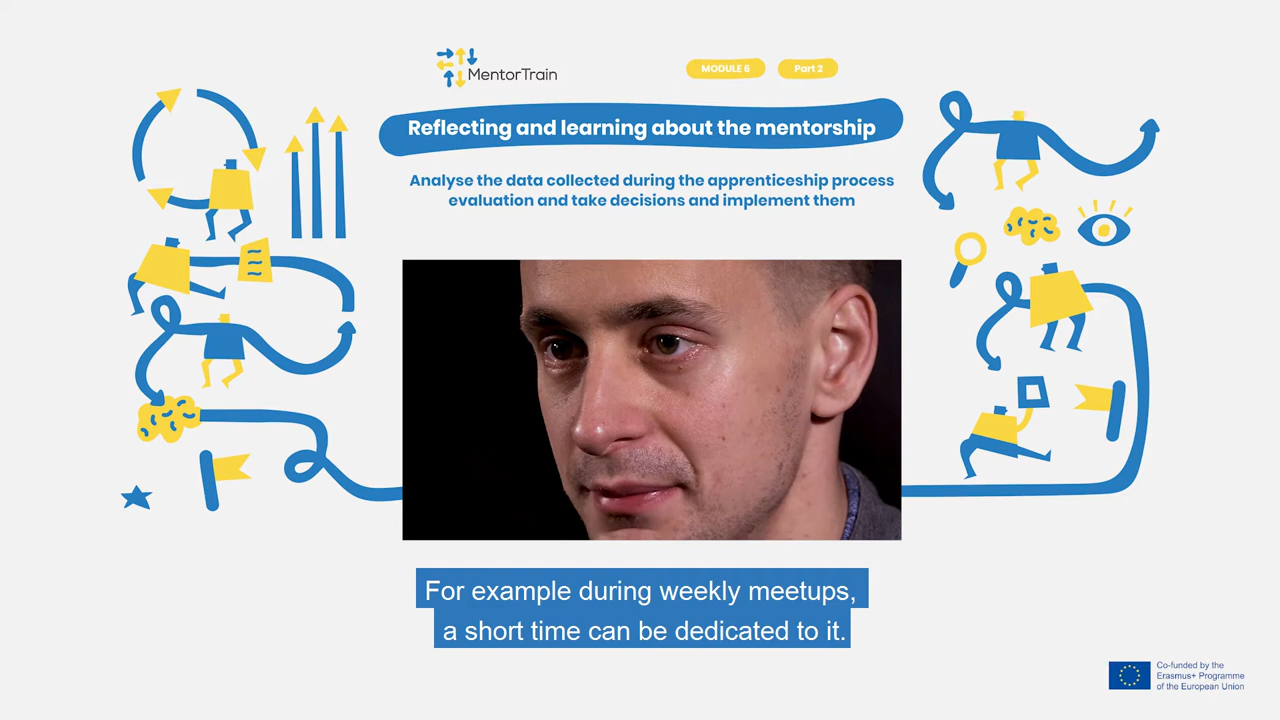 MentorTrain
MODULE 6
Part 2
Reflecting and learning about the mentorship
Analyse the data collected during the apprenticeship process
evaluation and take decisions and implement them
For example during weekly meetups,
a short time can be dedicated to it.
Co-funded by the
Erasmus+ Programme
of the European Union